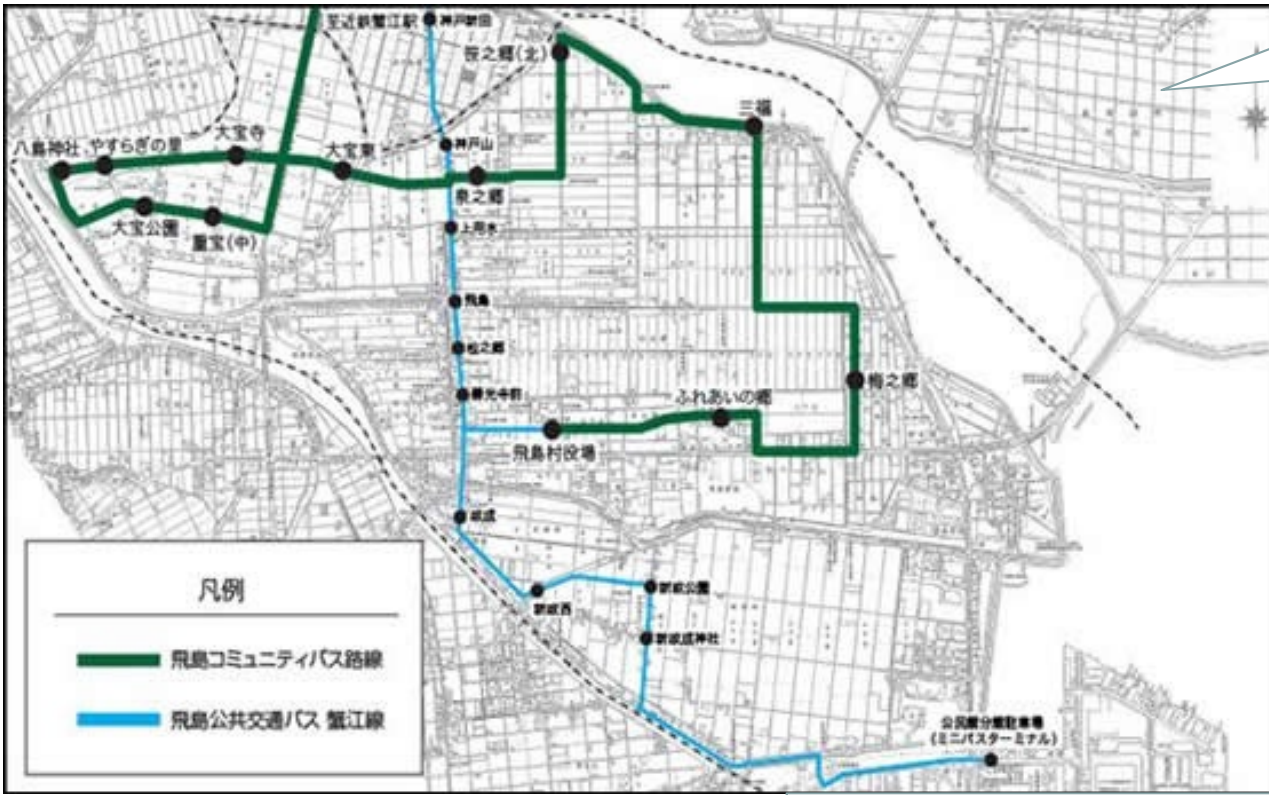 至近鉄蟹江駅
神戸新田
笹之郷(北)
三福
八島神社
やすらぎの里
大宝寺
大宝東
神戸山
泉之郷
大宝公園
重宝(中)
上用水
飛島
松之郷
梅之郷
ふれあいの郷
飛島村役場
政成
新政西
新政公園
新政成神社
公民館分館駐車場
(ミニバスターミナル)
凡例
飛島コミュニティバス路線
飛島公共交通バス 蟹江線